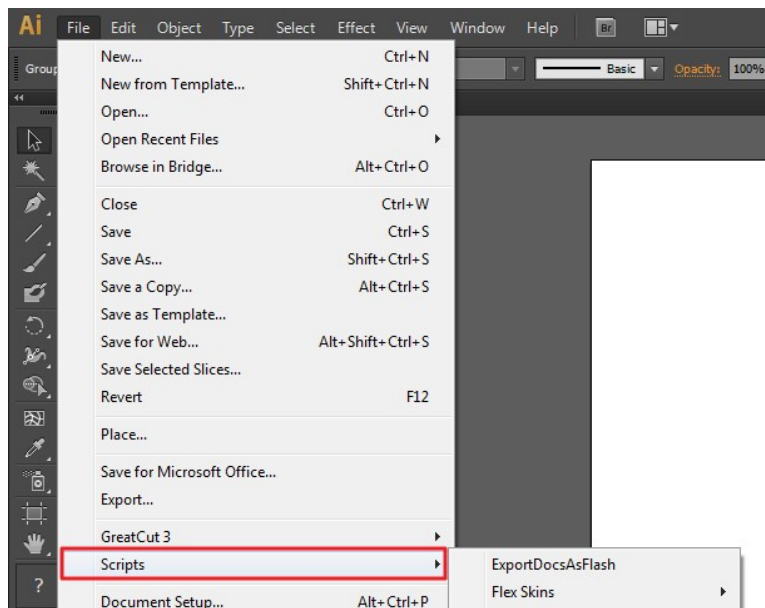 Ai File Edit Object Type Select Effect View Window Help Br
Group Basic Opacity: 100%
New... Ctrl+N
New from Template... Shift+Ctrl+N
Open... Ctrl+O
Open Recent Files
Browse in Bridge... Alt+Ctrl+O
Close Ctrl+W
Save Ctrl+S
Save As... Shift+Ctrl+S
Save a Copy... Alt+Ctrl+S
Save as Template...
Save for Web... Alt+Shift+Ctrl+S
Save Selected Slices...
Revert F12
Place...
Save for Microsoft Office...
Export...
GreatCut 3
Scripts ExportDocsAsFlash
? Flex Skins
Document Setup... Alt+Ctrl+P